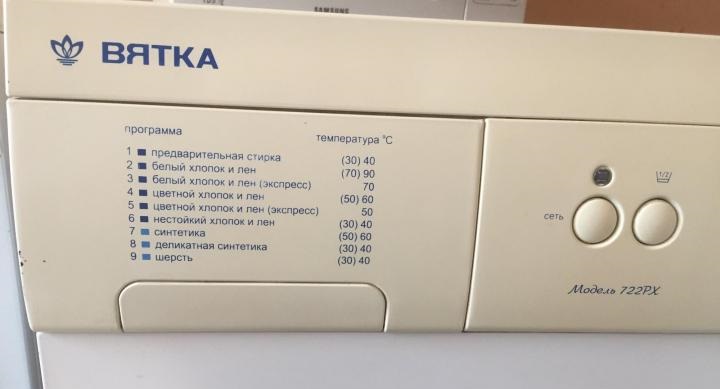 SAMSUNG
ВЯТКА
программа температура °С
1 предварительная стирка (30) 40
2 белый хлопок и лен (70) 90
3 белый хлопок и лен (экспресс) 70
4 цветной хлопок и лен (50) 60
5 цветной хлопок и лен (экспресс) 50
6 нестойкий хлопок и лен (30) 40
7 синтетика (50) 60
8 деликатная синтетика (30) 40
9 шерсть (30) 40
1/2
сеть
Модель 722РХ